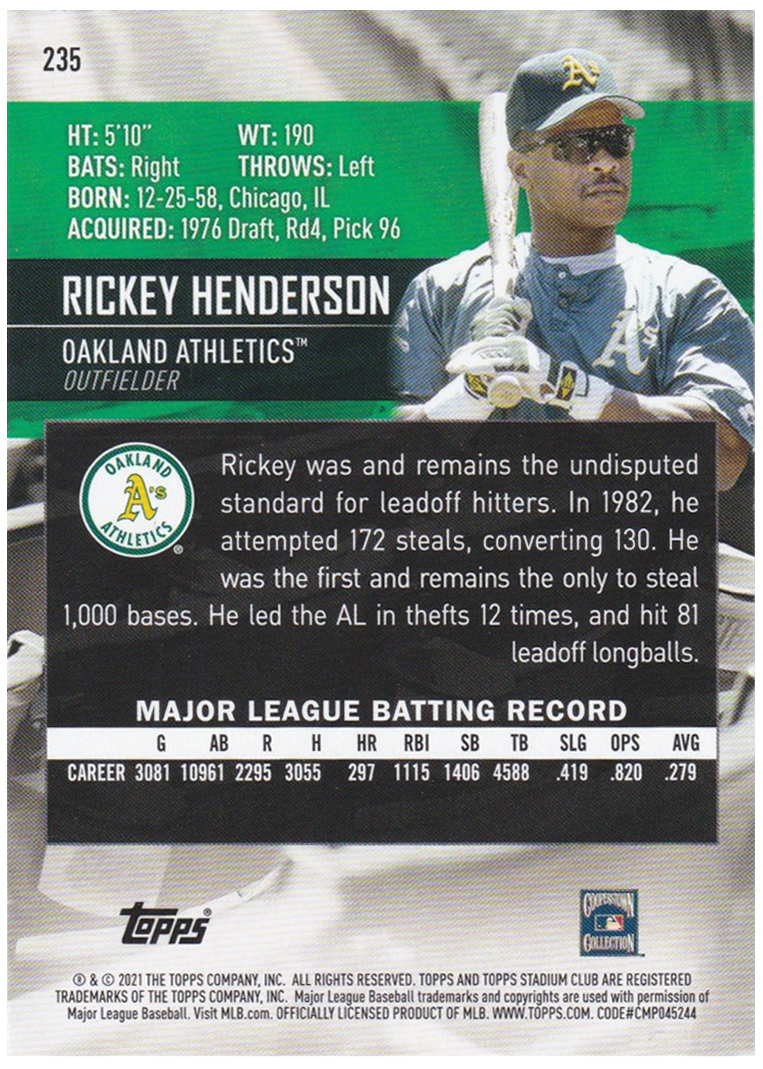 235
HT: 5'10" WT: 190
BATS: Right THROWS: Left
BORN: 12-25-58, Chicago, IL
ACQUIRED: 1976 Draft, Rd4, Pick 96
A's
RICKEY HENDERSON
OAKLAND ATHLETICS™
OUTFIELDER
A's
OAKLAND
A's
ATHLETICS
®
Rickey was and remains the undisputed
standard for leadoff hitters. In 1982, he
attempted 172 steals, converting 130. He
was the first and remains the only to steal
1,000 bases. He led the AL in thefts 12 times, and hit 81
leadoff longballs.
MAJOR LEAGUE BATTING RECORD
G AB R H HR RBI SB TB SLG OPS AVG
CAREER 3081 10961 2295 3055 297 1115 1406 4588 .419 .820 .279
topps®
COOPERSTOWN
COLLECTION™
® & © 2021 THE TOPPS COMPANY, INC. ALL RIGHTS RESERVED. TOPPS AND TOPPS STADIUM CLUB ARE REGISTERED
TRADEMARKS OF THE TOPPS COMPANY, INC. Major League Baseball trademarks and copyrights are used with permission of
Major League Baseball. Visit MLB.com. OFFICIALLY LICENSED PRODUCT OF MLB. WWW.TOPPS.COM. CODE#CMP045244